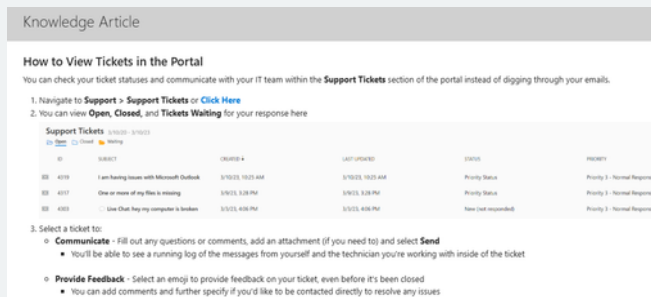 Knowledge Article
How to View Tickets in the Portal
You can check your ticket statuses and communicate with your IT team within the Support Tickets section of the portal instead of digging through your emails.
1. Navigate to Support > Support Tickets or Click Here
2. You can view Open, Closed, and Tickets Waiting for your response here
Support Tickets 3/10/20 - 3/10/23
Open Closed Waiting
ID SUBJECT CREATED LAST UPDATED STATUS PRIORITY
4319 I am having issues with Microsoft Outlook 3/10/23, 10:25 AM 3/10/23, 10:25 AM Priority Status Priority 3 - Normal Respon
4317 One or more of my files is missing 3/9/23, 3:28 PM 3/9/23, 3:28 PM Priority Status Priority 3 - Normal Respon
4303 Live Chat: hey my computer is broken 3/3/23, 4:06 PM 3/3/23, 4:06 PM New (not responded) Priority 3 - Normal Respon
3. Select a ticket to:
Communicate - Fill out any questions or comments, add an attachment (if you need to) and select Send
You'll be able to see a running log of the messages from yourself and the technician you're working with inside of the ticket
Provide Feedback - Select an emoji to provide feedback on your ticket, even before it's been closed
You can add comments and further specify if you'd like to be contacted directly to resolve any issues